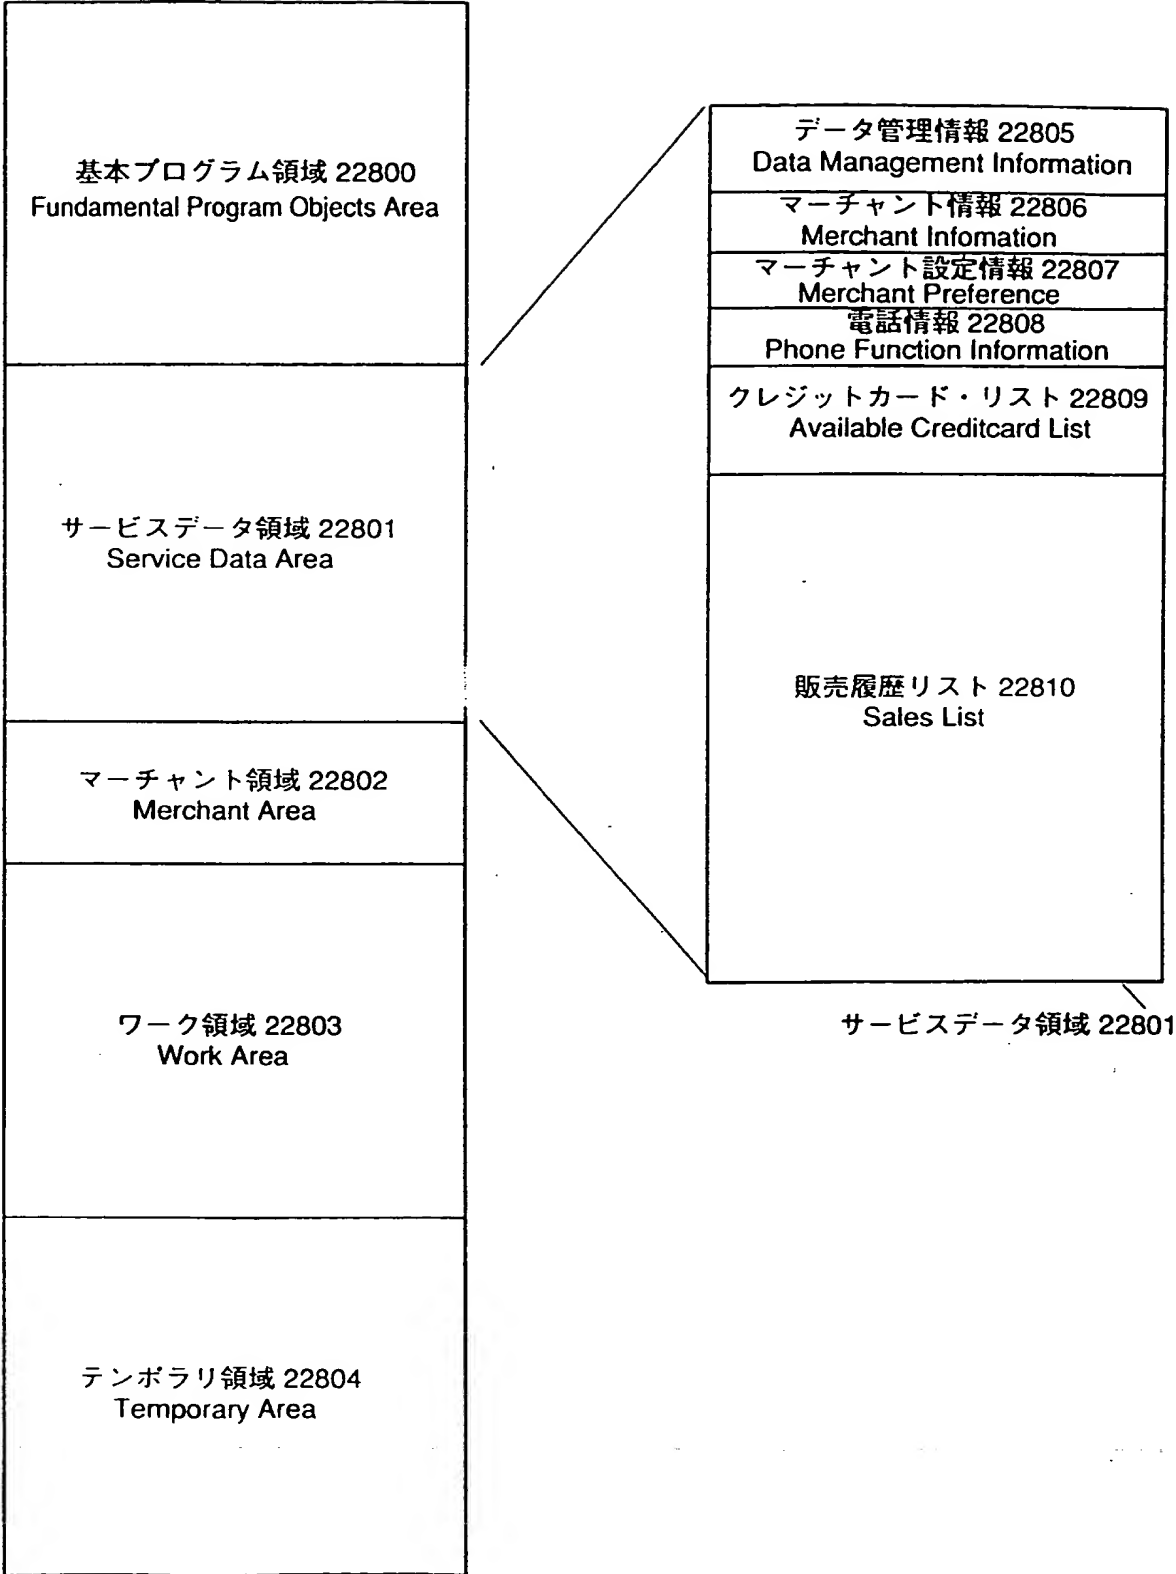 基本プログラム領域 22800
Fundamental Program Objects Area
サービスデータ領域 22801
Service Data Area
マーチャント領域 22802
Merchant Area
ワーク領域 22803
Work Area
テンポラリ領域 22804
Temporary Area
データ管理情報 22805
Data Management Information
マーチャント情報 22806
Merchant Infomation
マーチャント設定情報 22807
Merchant Preference
電話情報 22808
Phone Function Information
クレジットカード・リスト 22809
Available Creditcard List
販売履歴リスト 22810
Sales List
サービスデータ領域 22801